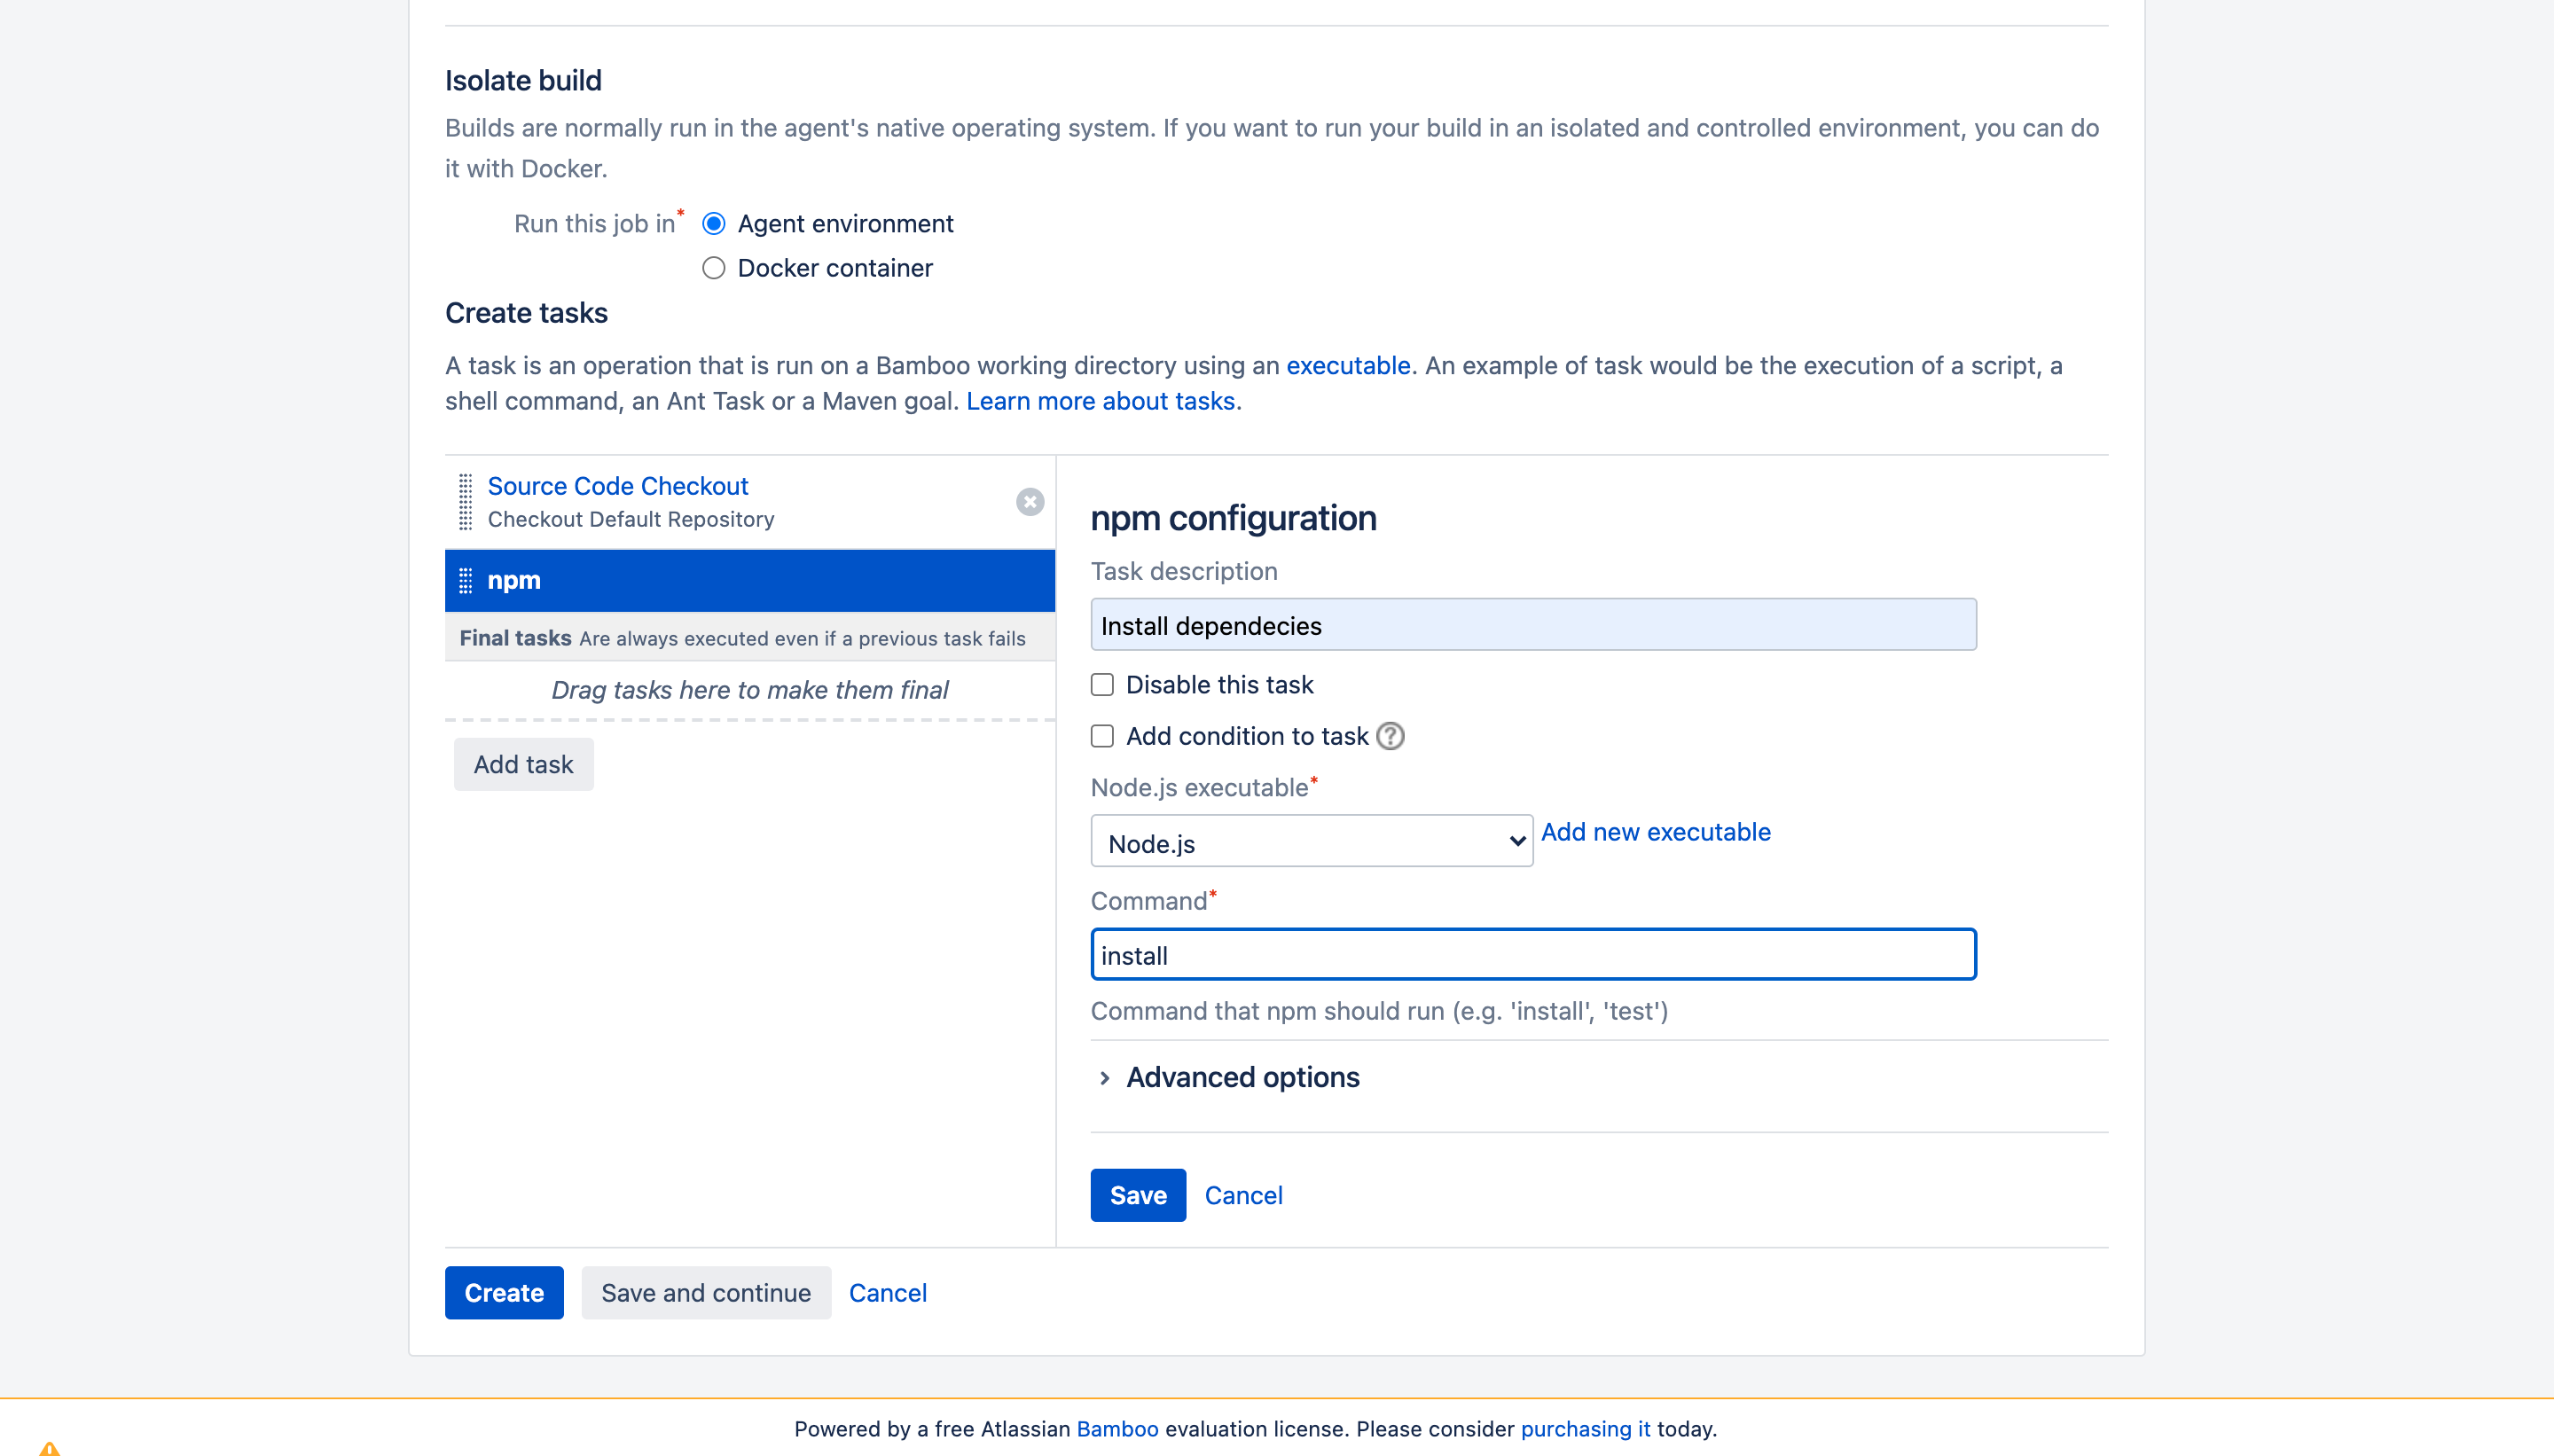 Isolate build
Builds are normally run in the agent's native operating system. If you want to run your build in an isolated and controlled environment, you can do
it with Docker.
Run this job in*
Agent environment
Docker container
Create tasks
A task is an operation that is run on a Bamboo working directory using an executable. An example of task would be the execution of a script, a
shell command, an Ant Task or a Maven goal. Learn more about tasks.
Source Code Checkout
Checkout Default Repository
npm
Final tasks Are always executed even if a previous task fails
Drag tasks here to make them final
Add task
npm configuration
Task description
Install dependecies
Disable this task
Add condition to task ?
Node.js executable*
Node.js
Add new executable
Command*
install
Command that npm should run (e.g. 'install', 'test')
Advanced options
Save Cancel
Create Save and continue Cancel
Powered by a free Atlassian Bamboo evaluation license. Please consider purchasing it today.